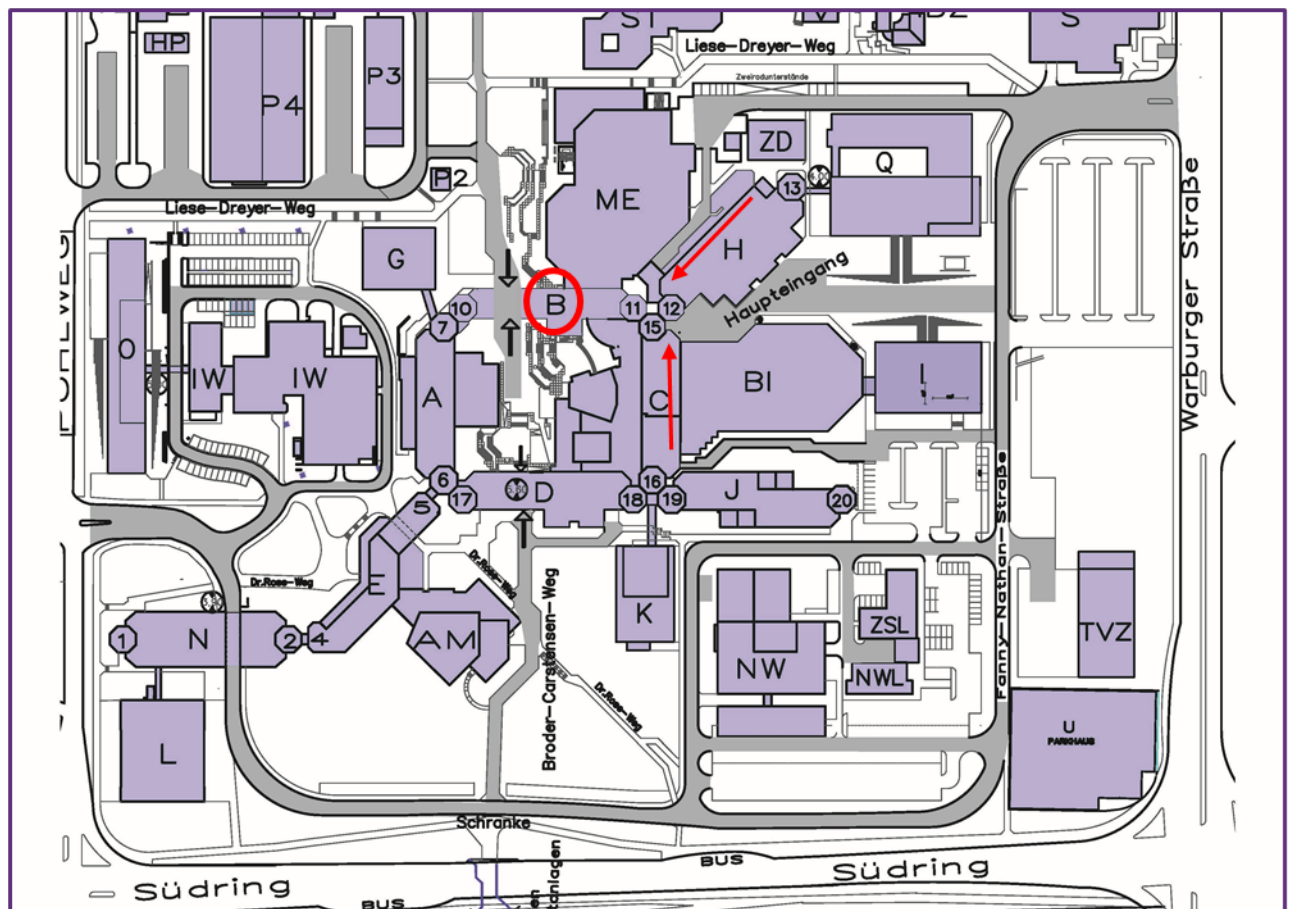 ST
V
S
Liese-Dreyer-Weg
HP
P3
Zweiradunterstände
P4
ZD
Q
P2
13
ME
Liese-Dreyer-Weg
POHLWEG
Warburger Straße
G
H
Haupteingang
10
B
11
12
7
15
O
IW
IW
A
C
BI
I
6
16
17
D
18
19
J
20
5
E
Dr.Rose-Weg
Dr.Rose-Weg
Broder-Carstensen-Weg
Fanny-Nathan-Straße
K
ZSL
TVZ
1
N
2
4
AM
NW
NWL
Dr.Rose-Weg
L
U
PARKHAUS
Schranke
BUS
Südring
Südring
BUS